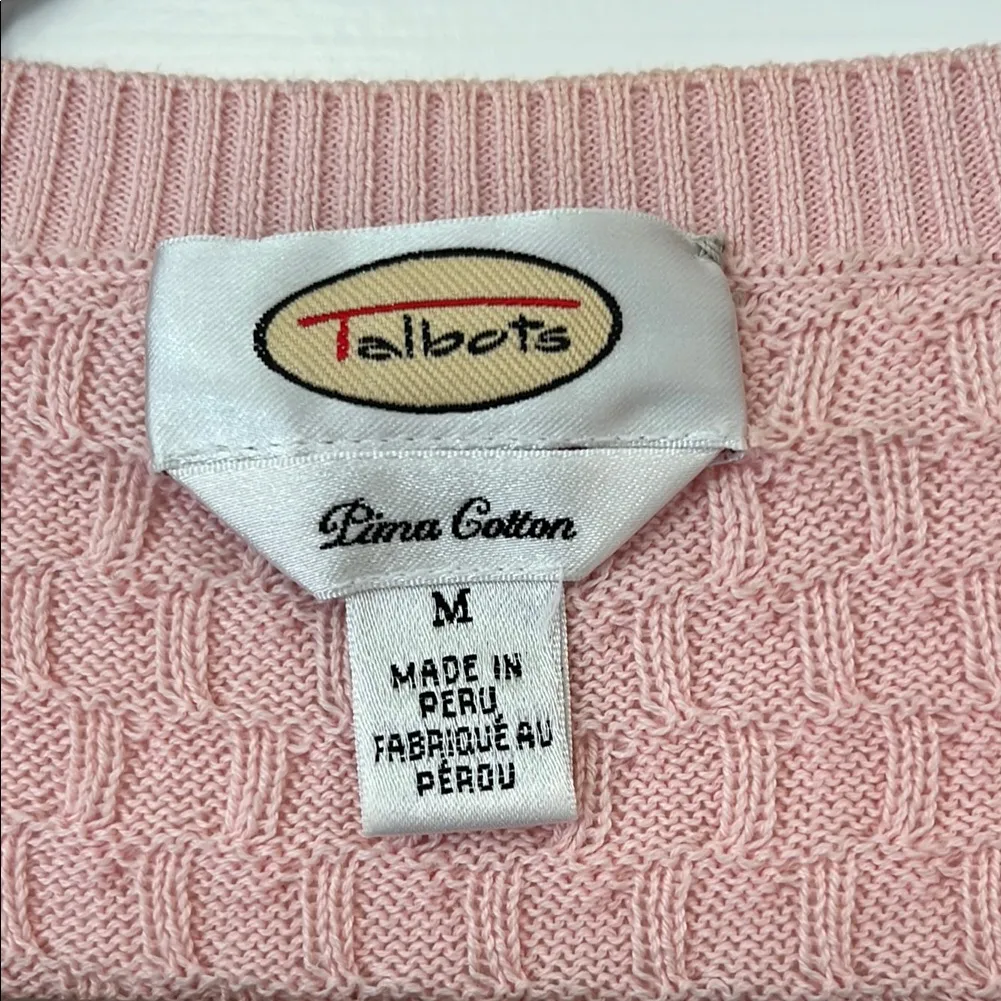 Talbots
Pima Cotton
M
MADE IN
PERU
FABRIQUÉ AU
PÉROU